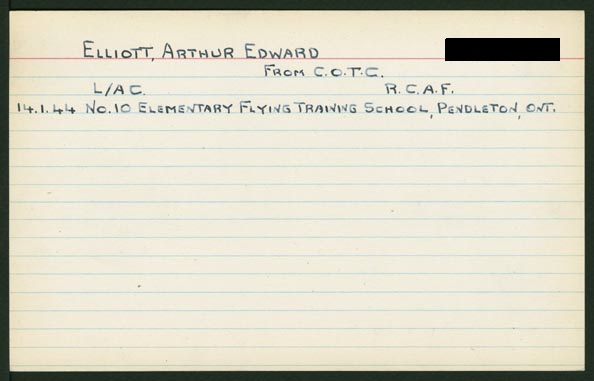 ELLIOTT, ARTHUR EDWARD
FROM C.O.T.C.
L/AC. R.C.A.F.
14.1.44 NO.10 ELEMENTARY FLYING TRAINING SCHOOL, PENDLETON, ONT.